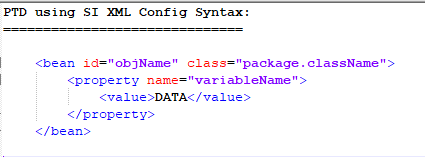 PTD using SI XML Config Syntax:
==============================
<bean id="objName" class="package.className">
<property name="variableName">
<value>DATA</value>
</property>
</bean>